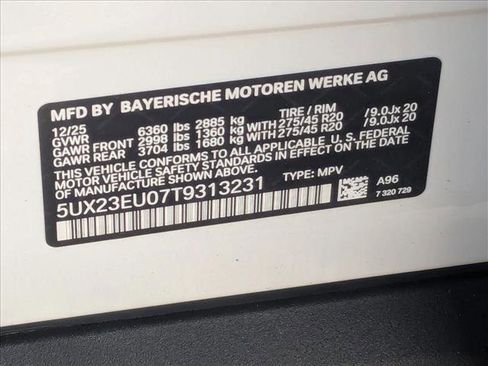 MFD BY BAYERISCHE MOTOREN WERKE AG
12/25 TIRE / RIM
GVWR 6360 lbs 2885 kg
GAWR FRONT 2998 lbs 1360 kg WITH 275/45 R20 /9.0Jx 20
GAWR REAR 3704 lbs 1680 kg WITH 275/45 R20 /9.0Jx 20
THIS VEHICLE CONFORMS TO ALL APPLICABLE FEDERAL
MOTOR VEHICLE SAFETY STANDARDS IN EFFECT ON THE DATE
OF MANUFACTURE SHOWN ABOVE.
5UX23EU07T9313231 TYPE: MPV A96
7 320 729